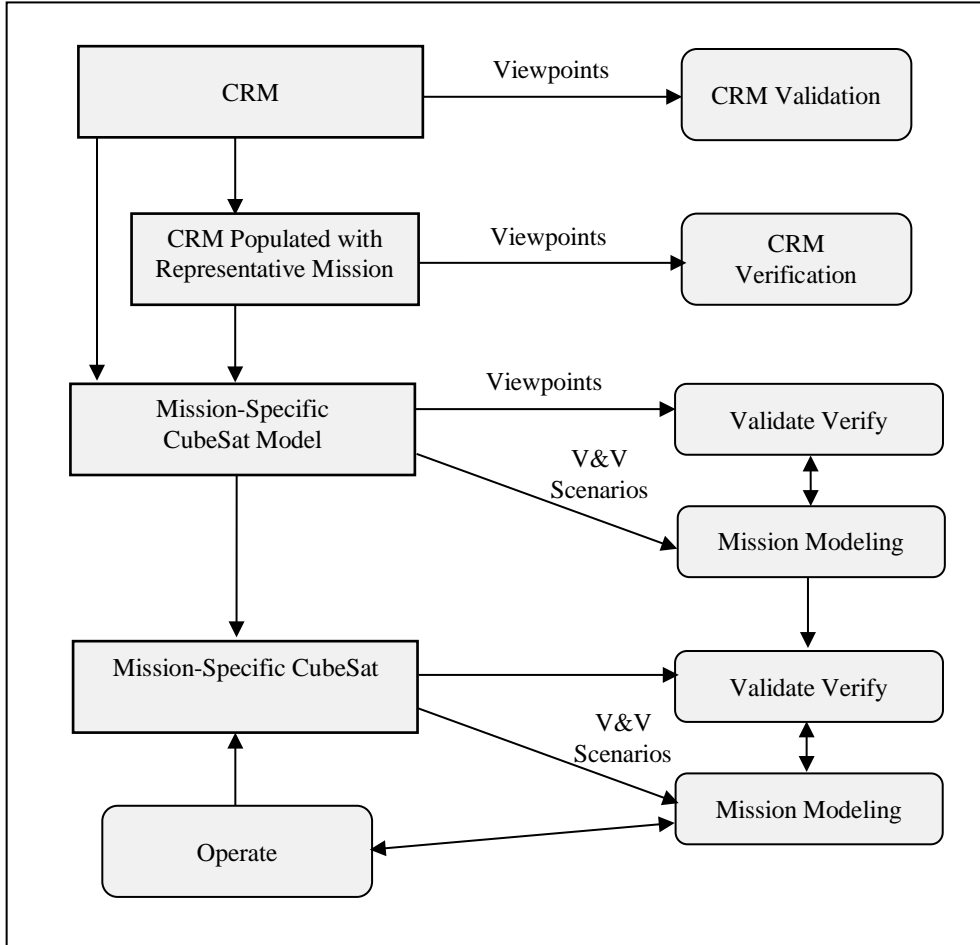 CRM
Viewpoints
CRM Validation
CRM Populated with
Representative Mission
Viewpoints
CRM
Verification
Mission-Specific
CubeSat Model
Viewpoints
Validate Verify
V&V
Scenarios
Mission Modeling
Mission-Specific CubeSat
Validate Verify
V&V
Scenarios
Mission Modeling
Operate